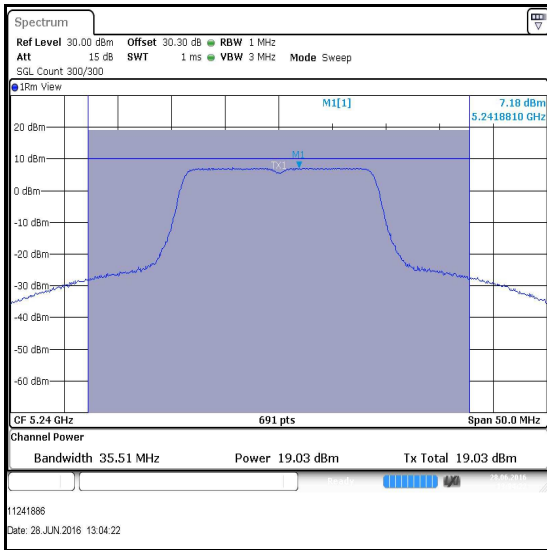 Spectrum
Ref Level 30.00 dBm Offset 30.30 dB RBW 1 MHz
Att 15 dB SWT 1 ms VBW 3 MHz Mode Sweep
SGL Count 300/300
1Rm View
M1[1] 7.18 dBm
5.2418810 GHz
20 dBm
10 dBm
M1
TX1
0 dBm
-10 dBm
-20 dBm
-30 dBm
-40 dBm
-50 dBm
-60 dBm
CF 5.24 GHz 691 pts Span 50.0 MHz
Channel Power
Bandwidth 35.51 MHz Power 19.03 dBm Tx Total 19.03 dBm
Ready 28.06.2016
11241886
Date: 28.JUN.2016 13:04:22